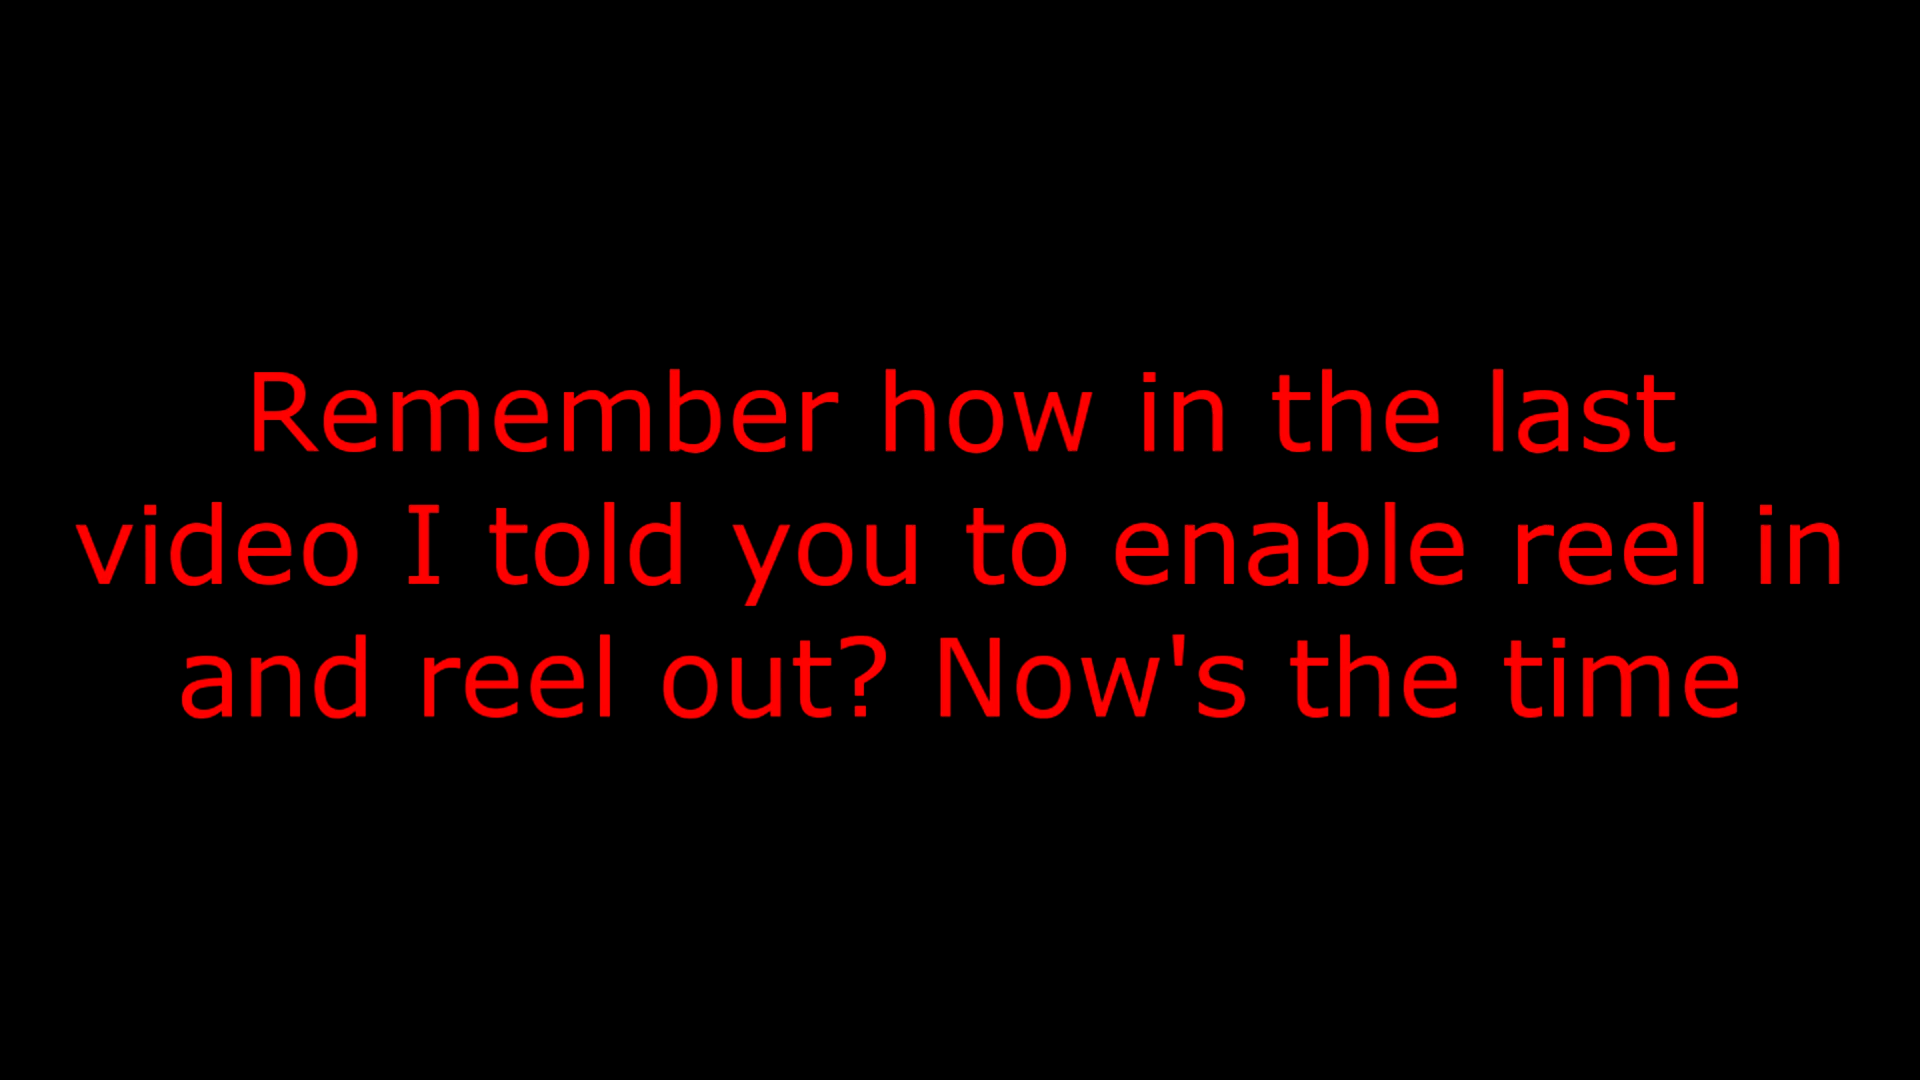 Remember how in the last
video I told you to enable reel in
and reel out? Now's the time